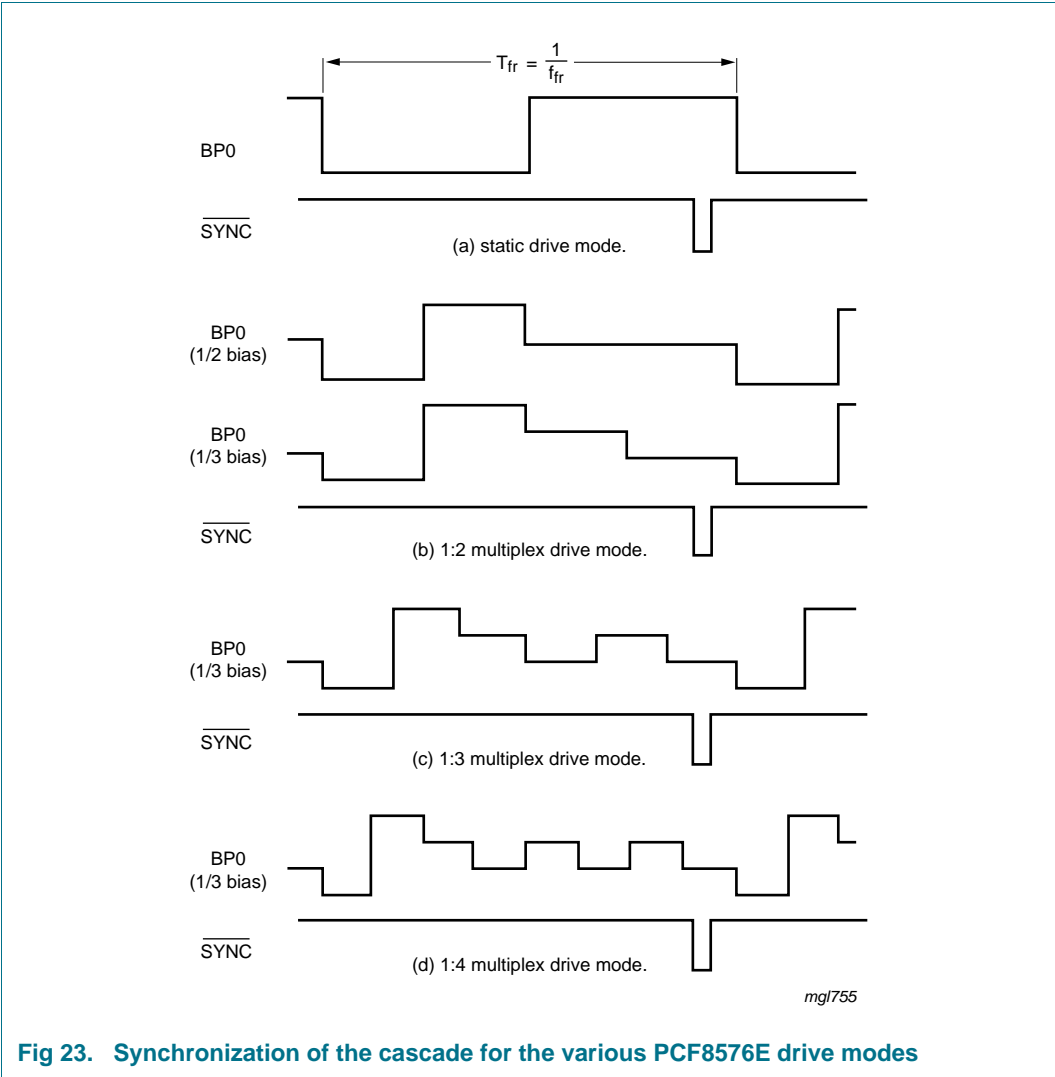 T_fr = 1/f_fr
BP0
SYNC
(a) static drive mode.
BP0
(1/2 bias)
BP0
(1/3 bias)
SYNC
(b) 1:2 multiplex drive mode.
BP0
(1/3 bias)
SYNC
(c) 1:3 multiplex drive mode.
BP0
(1/3 bias)
SYNC
(d) 1:4 multiplex drive mode.
mgl755
Fig 23. Synchronization of the cascade for the various PCF8576E drive modes